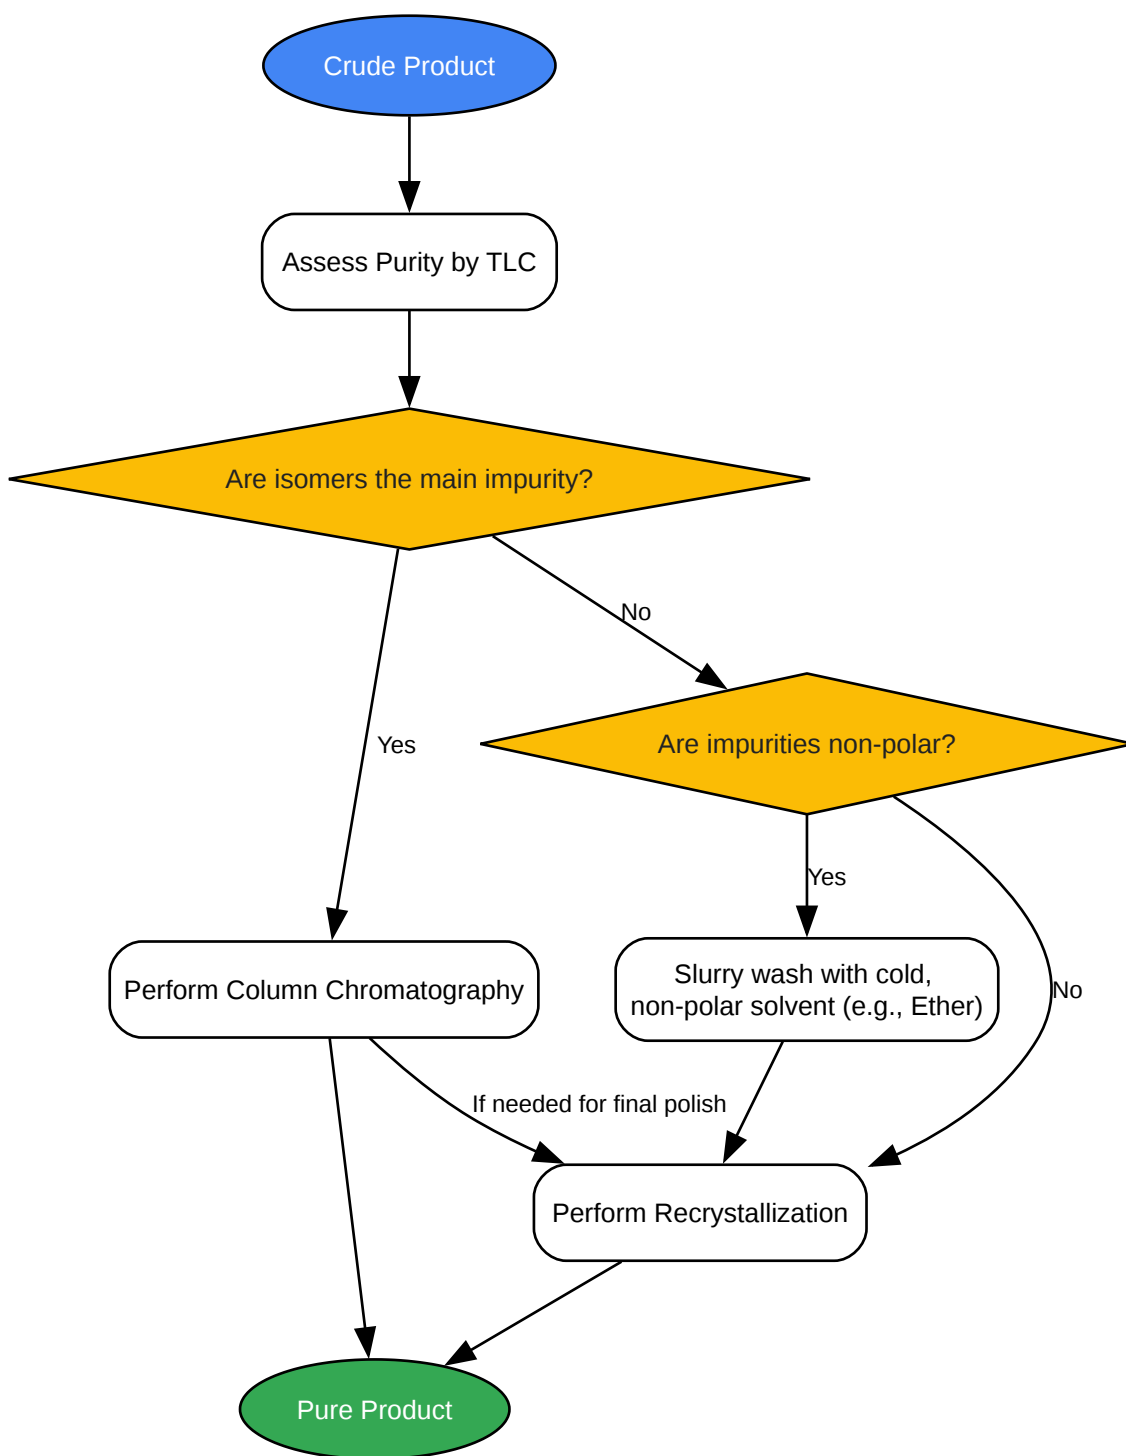 Crude Product
Assess Purity by TLC
Are isomers the main impurity?
No
Are impurities non-polar?
Yes
Yes
Perform Column Chromatography
Slurry wash with cold,
non-polar solvent (e.g., Ether)
No
If needed for final polish
Perform Recrystallization
Pure Product